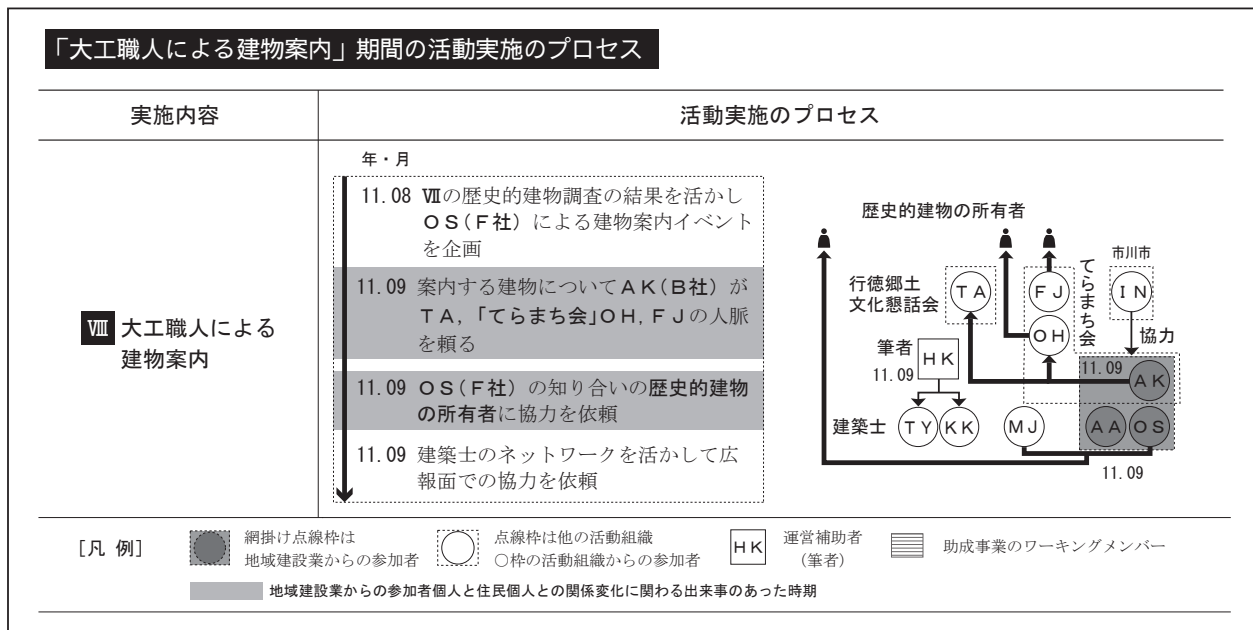 「大工職人による建物案内」期間の活動実施のプロセス
実施内容
活動実施のプロセス
Ⅷ 大工職人による
建物案内
年・月
11.08 Ⅶの歴史的建物調査の結果を活かし
OS(F社)による建物案内イベント
を企画
11.09 案内する建物についてAK(B社)が
TA,「てらまち会」OH,FJの人脈
を頼る
11.09 OS(F社)の知り合いの歴史的建物
の所有者に協力を依頼
11.09 建築士のネットワークを活かして広
報面での協力を依頼
歴史的建物の所有者
行徳郷土
文化懇話会
TA
FJ
OH
てらまち会
市川市
IN
協力
筆者
11.09
HK
11.09
AK
建築士
TY
KK
MJ
AA
OS
11.09
[凡 例]
網掛け点線枠は
地域建設業からの参加者
点線枠は他の活動組織
○枠の活動組織からの参加者
HK
運営補助者
(筆者)
助成事業のワーキングメンバー
地域建設業からの参加者個人と住民個人との関係変化に関わる出来事のあった時期